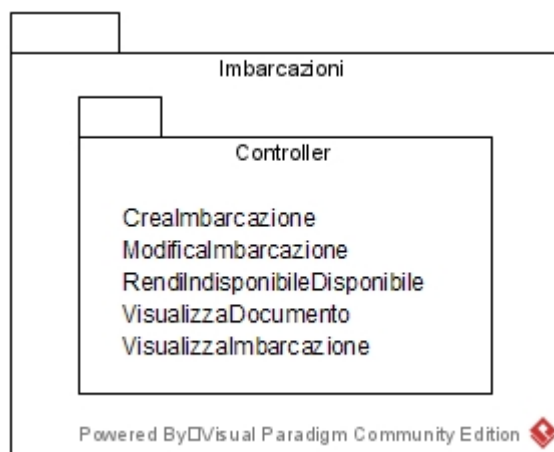 Imbarcazioni
Controller
CreaImbarcazione
ModificaImbarcazione
RendiIndisponibileDisponibile
VisualizzaDocumento
VisualizzaImbarcazione
Powered By□Visual Paradigm Community Edition